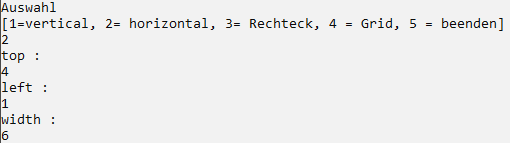 Auswahl
[1=vertical, 2= horizontal, 3= Rechteck, 4 = Grid, 5 = beenden]
2
top :
4
left :
1
width :
6